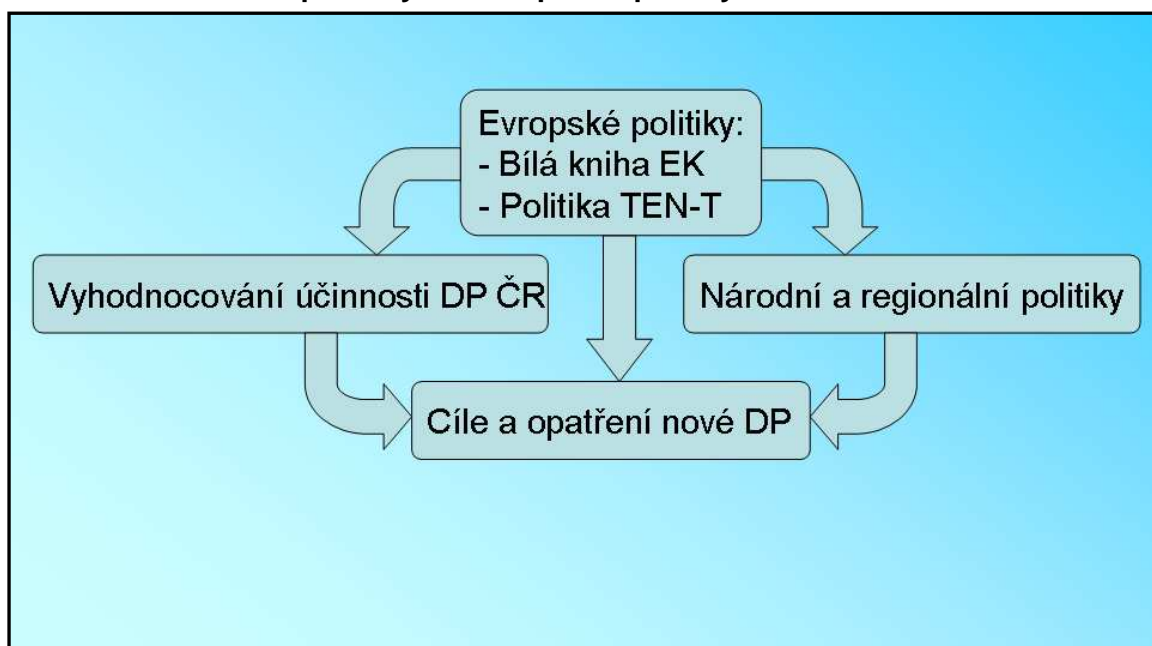 Evropské politiky:
- Bílá kniha EK
- Politika TEN-T
Vyhodnocování účinnosti DP ČR
Národní a regionální politiky
Cíle a opatření nové DP